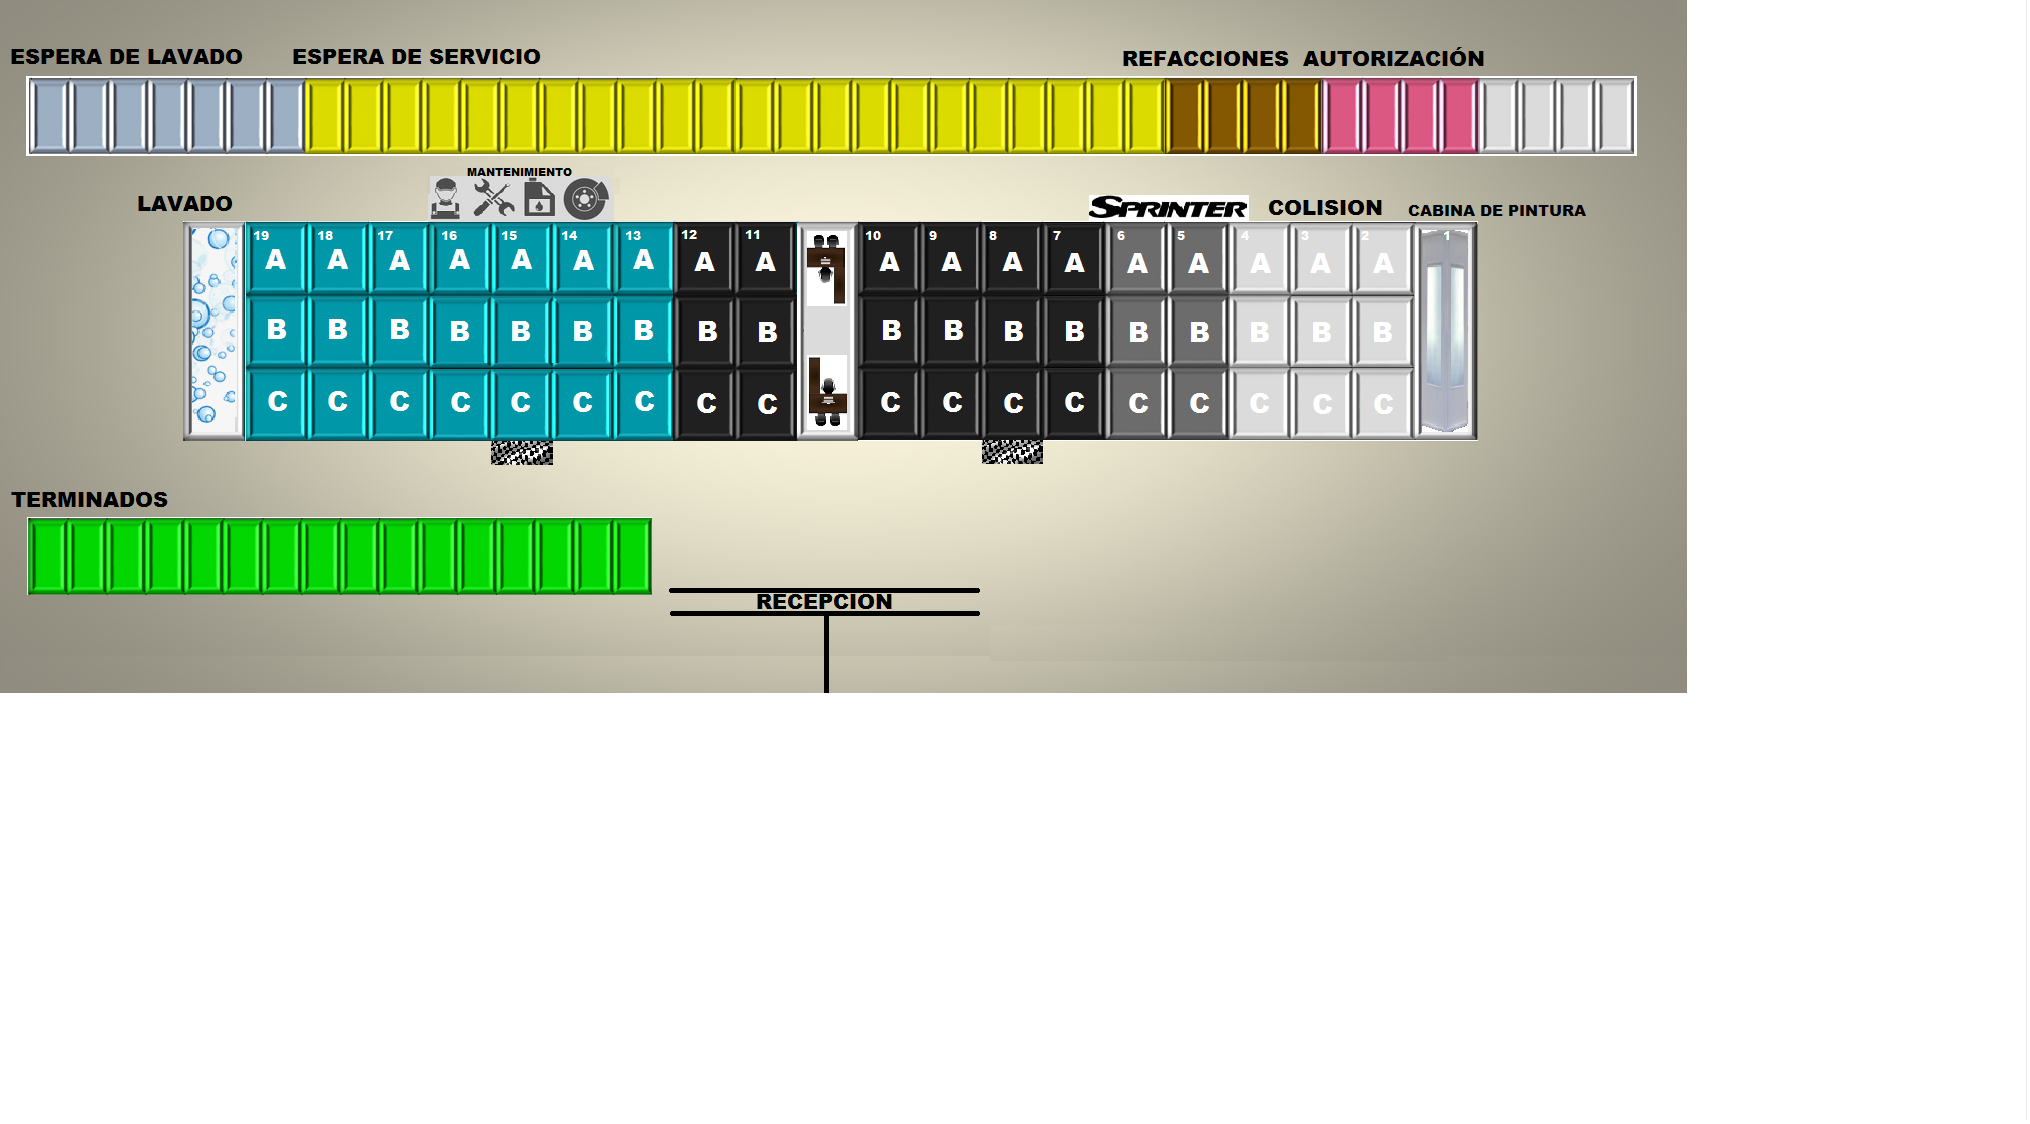 ESPERA DE LAVADO ESPERA DE SERVICIO REFACCIONES AUTORIZACIÓN
MANTENIMIENTO
LAVADO SPRINTER COLISION CABINA DE PINTURA
19 18 17 16 15 14 13 12 11 10 9 8 7 6 5 4 3 2 1
A A A A A A A A A A A A A A A A A A
B B B B B B B B B B B B B B B B B B
C C C C C C C C C C C C C C C C C C
TERMINADOS
RECEPCION